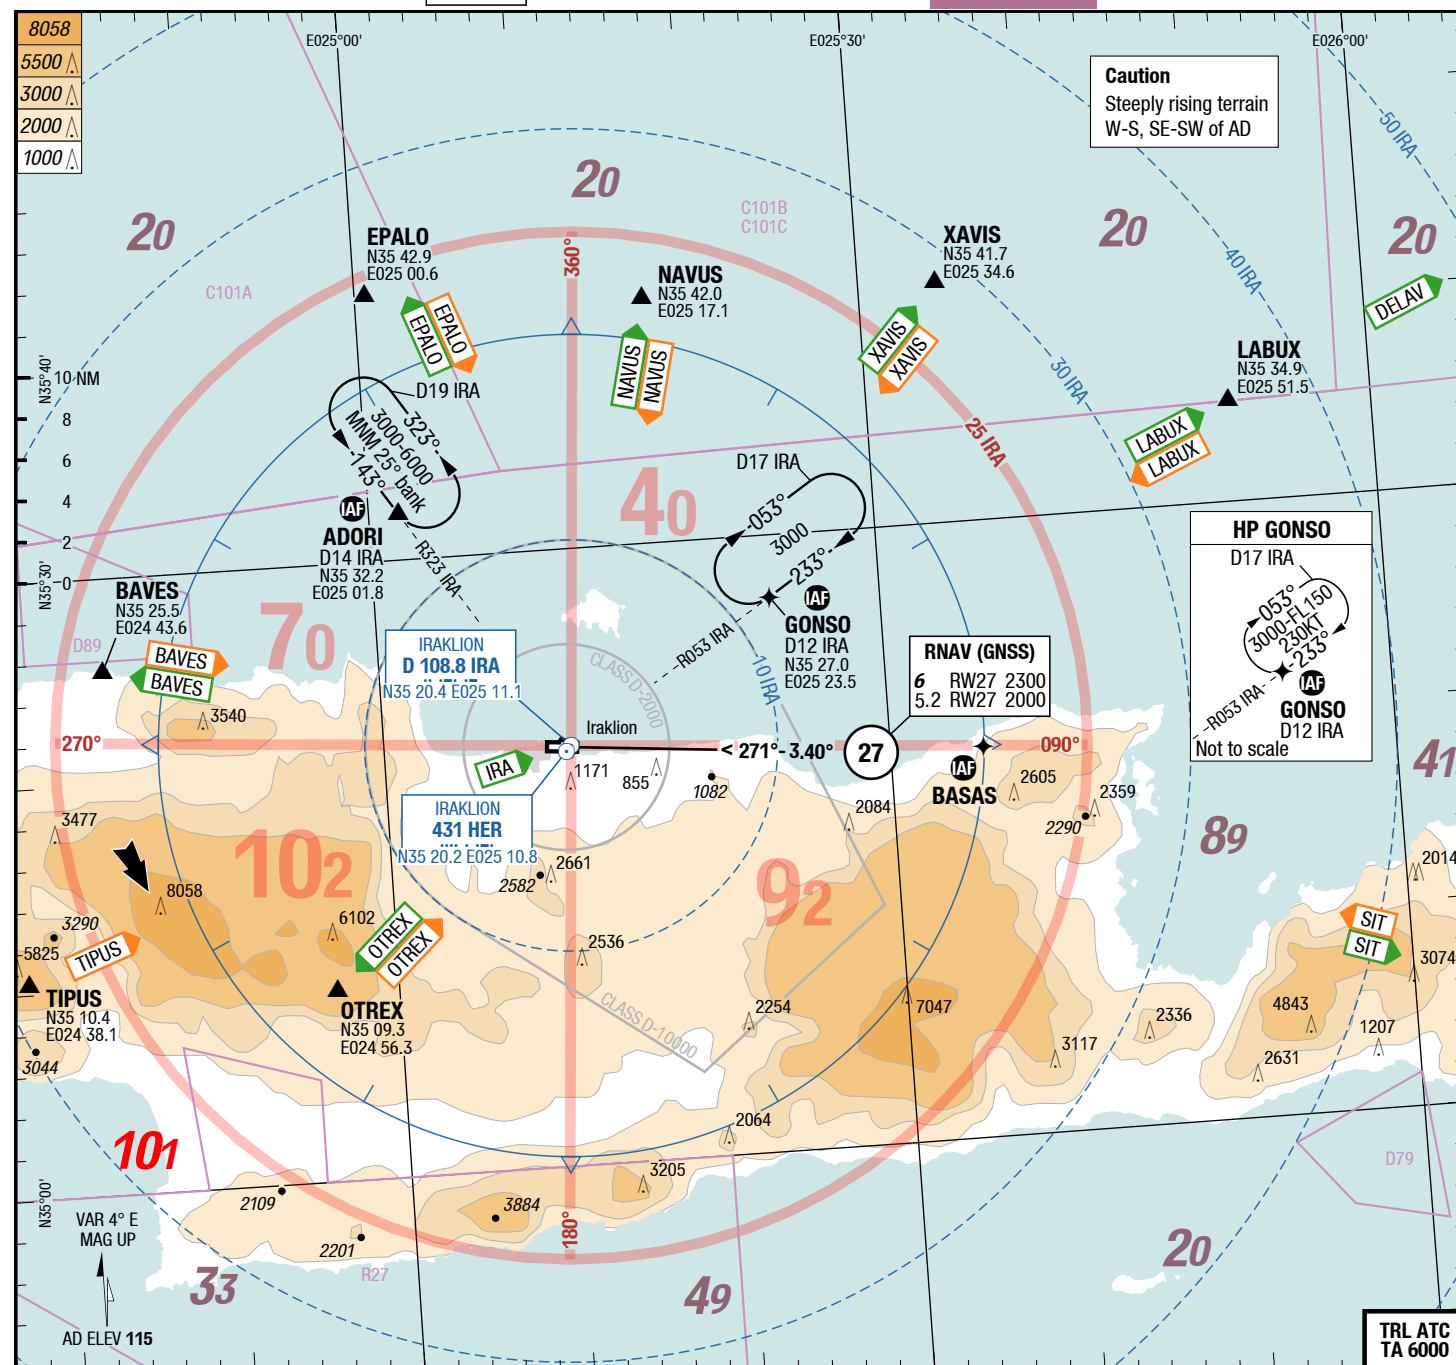 8058
5500
3000
2000
1000
E025°00'
E025°30'
E026°00'
Caution
Steeply rising terrain
W-S, SE-SW of AD
50 IRA
40 IRA
30 IRA
25 IRA
10 IRA
20
20
20
20
C101B
C101C
C101A
EPALO
N35 42.9
E025 00.6
360°
NAVUS
N35 42.0
E025 17.1
XAVIS
N35 41.7
E025 34.6
DELAV
EPALO
EPALO
NAVUS
NAVUS
XAVIS
XAVIS
LABUX
N35 34.9
E025 51.5
LABUX
LABUX
N35°40'
10 NM
8
6
4
2
0
N35°30'
D19 IRA
323°
3000-6000
MNM 25° bank
143°
IAF
ADORI
D14 IRA
N35 32.2
E025 01.8
R323 IRA
40
D17 IRA
053°
3000
233°
IAF
GONSO
D12 IRA
N35 27.0
E025 23.5
R053 IRA
HP GONSO
D17 IRA
053°
3000-FL150
230KT
233°
R053 IRA
IAF
GONSO
D12 IRA
Not to scale
BAVES
N35 25.5
E024 43.6
D89
BAVES
BAVES
70
IRAKLION
D 108.8 IRA
N35 20.4 E025 11.1
CLASS D-2000
RNAV (GNSS)
6 RW27 2300
5.2 RW27 2000
3540
270°
Iraklion
< 271° - 3.40°
27
090°
IAF
BASAS
IRA
1171
855
1082
2084
2605
2359
2290
41
IRAKLION
431 HER
N35 20.2 E025 10.8
3477
102
92
89
2661
2582
2014
8058
6102
3290
5825
TIPUS
OTREX
OTREX
2536
SIT
SIT
3074
TIPUS
N35 10.4
E024 38.1
OTREX
N35 09.3
E024 56.3
CLASS D-10000
2254
7047
2336
4843
1207
3044
3117
2631
2064
101
D79
3205
N35°00'
2109
3884
2201
180°
R27
VAR 4° E
MAG UP
33
49
20
AD ELEV 115
TRL ATC
TA 6000